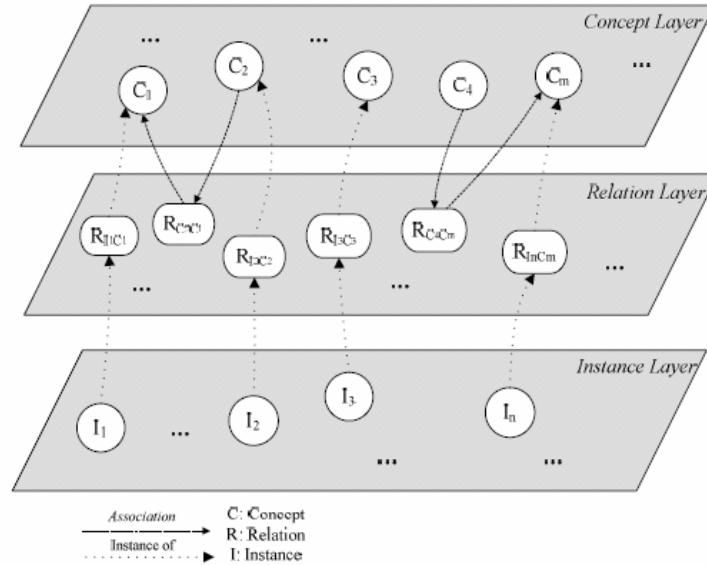 Concept Layer
... ...
C1 C2 C3 C4 Cm ...
Relation Layer
RI1C1 RC2C1 RI2C2 RI3C3 RC4Cm RInCm
... ... ...
Instance Layer
I1 ... I2 I3 In
... ...
Association C: Concept
R: Relation
Instance of I: Instance